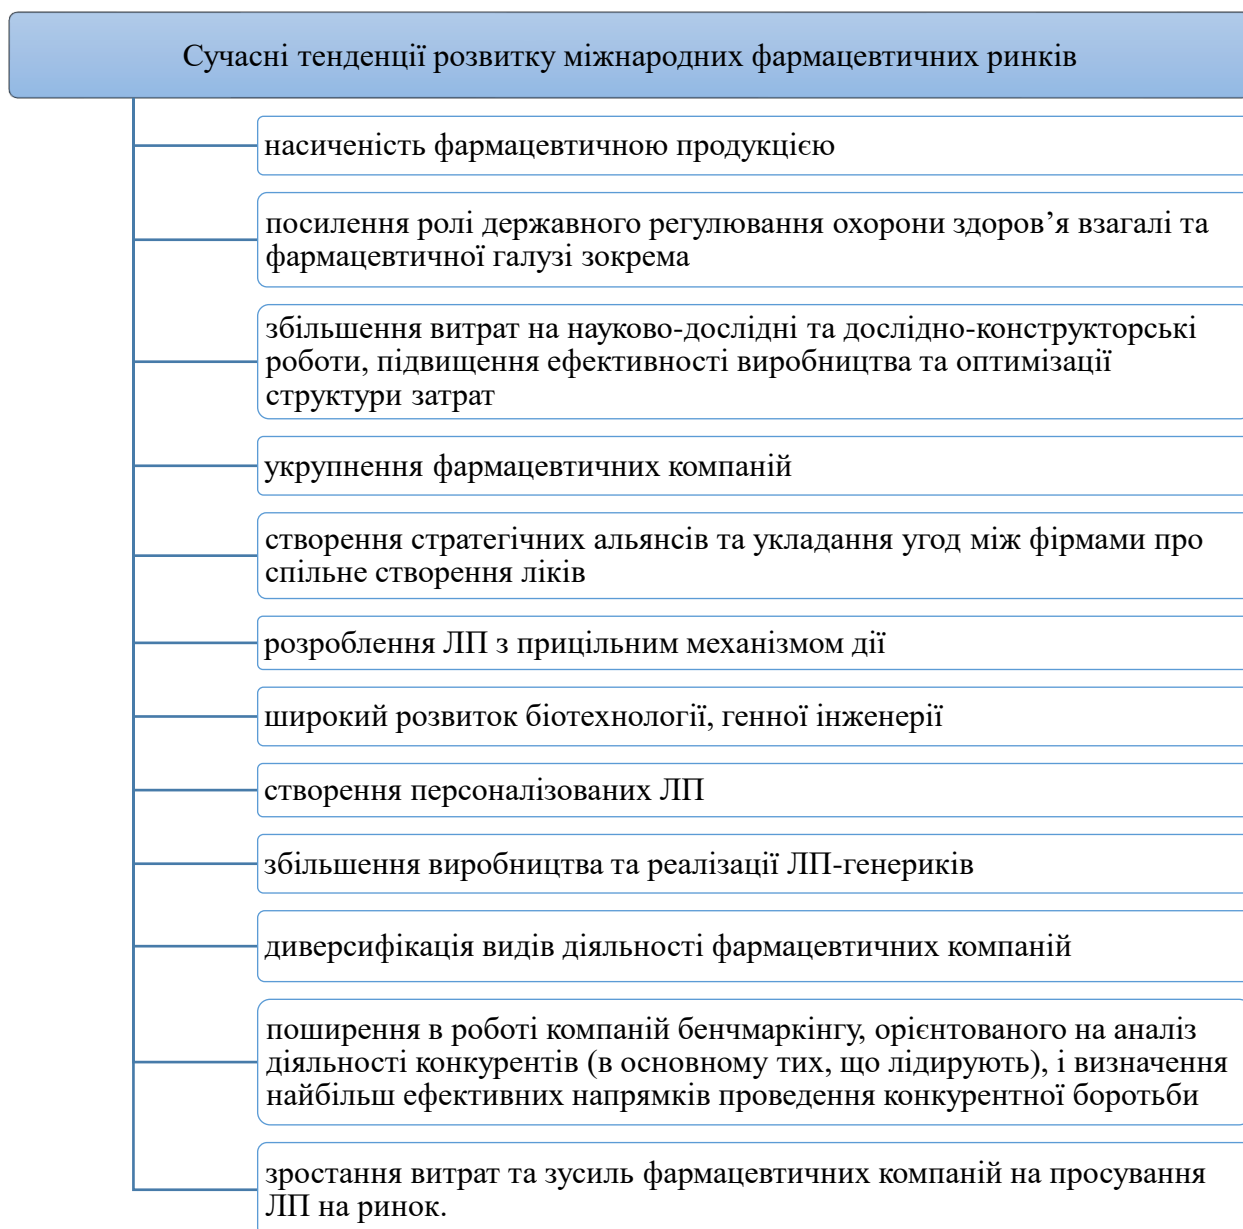 Сучасні тенденції розвитку міжнародних фармацевтичних ринків
насиченість фармацевтичною продукцією
посилення ролі державного регулювання охорони здоров’я взагалі та
фармацевтичної галузі зокрема
збільшення витрат на науково-дослідні та дослідно-конструкторські
роботи, підвищення ефективності виробництва та оптимізації
структури затрат
укрупнення фармацевтичних компаній
створення стратегічних альянсів та укладання угод між фірмами про
спільне створення ліків
розроблення ЛП з прицільним механізмом дії
широкий розвиток біотехнології, генної інженерії
створення персоналізованих ЛП
збільшення виробництва та реалізації ЛП-генериків
диверсифікація видів діяльності фармацевтичних компаній
поширення в роботі компаній бенчмаркінгу, орієнтованого на аналіз
діяльності конкурентів (в основному тих, що лідирують), і визначення
найбільш ефективних напрямків проведення конкурентної боротьби
зростання витрат та зусиль фармацевтичних компаній на просування
ЛП на ринок.